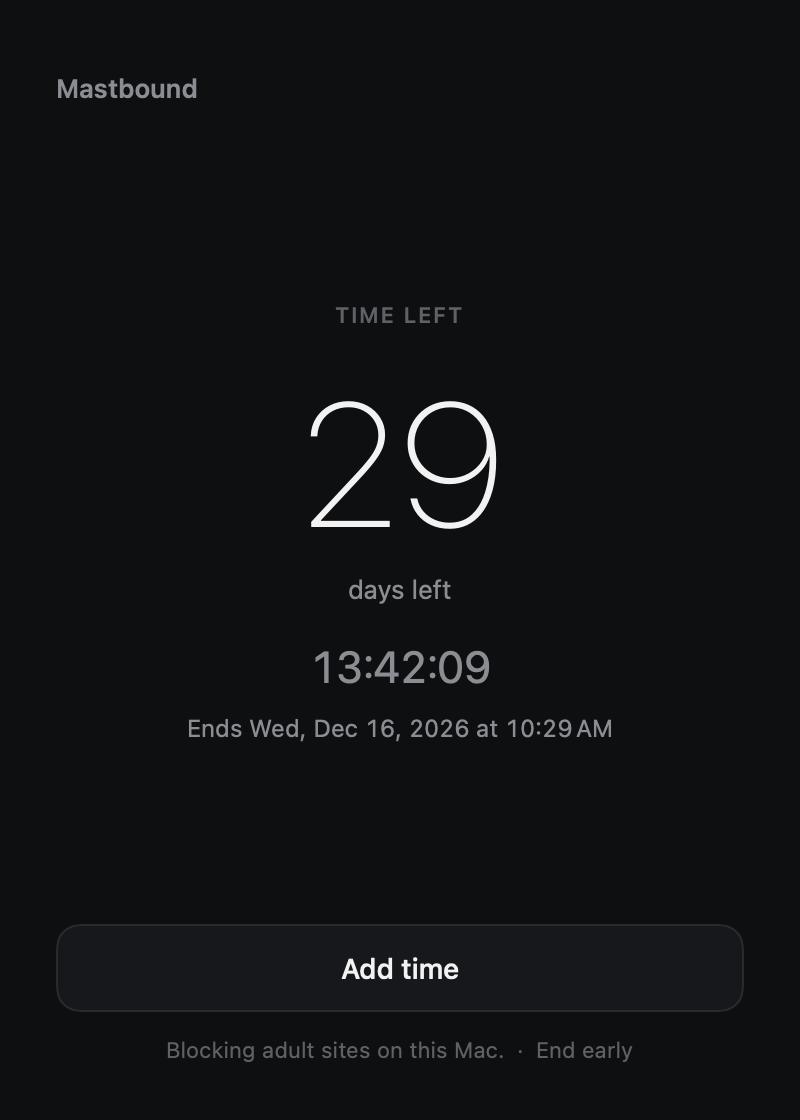 Mastbound
TIME LEFT
29
days left
13:42:09
Ends Wed, Dec 16, 2026 at 10:29 AM
Add time
Blocking adult sites on this Mac. · End early